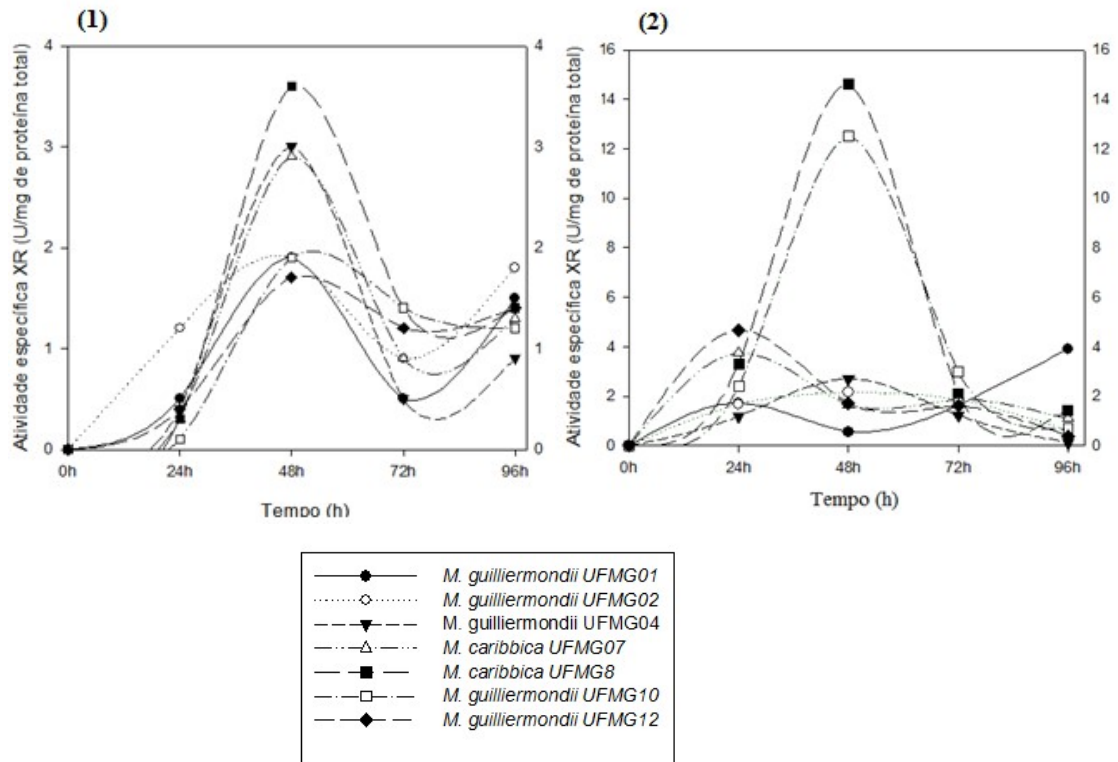 (1)
Atividade específica XR (U/mg de proteína total)
4
3
2
1
0
4
3
2
1
0
0h 24h 48h 72h 96h
Tempo (h)
(2)
Atividade específica XR (U/mg de proteína total)
16
14
12
10
8
6
4
2
0
16
14
12
10
8
6
4
2
0
0h 24h 48h 72h 96h
Tempo (h)
M. guilliermondii UFMG01
M. guilliermondii UFMG02
M. guilliermondii UFMG04
M. caribbica UFMG07
M. caribbica UFMG8
M. guilliermondii UFMG10
M. guilliermondii UFMG12